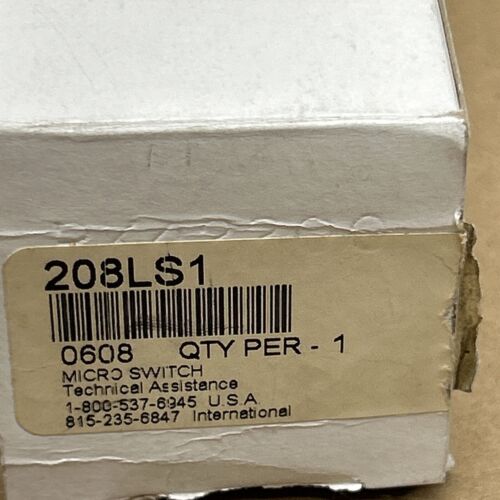 208LS1
0608 QTY PER - 1
MICRO SWITCH
Technical Assistance
1-800-537-6945 U.S.A
815-235-6847 International